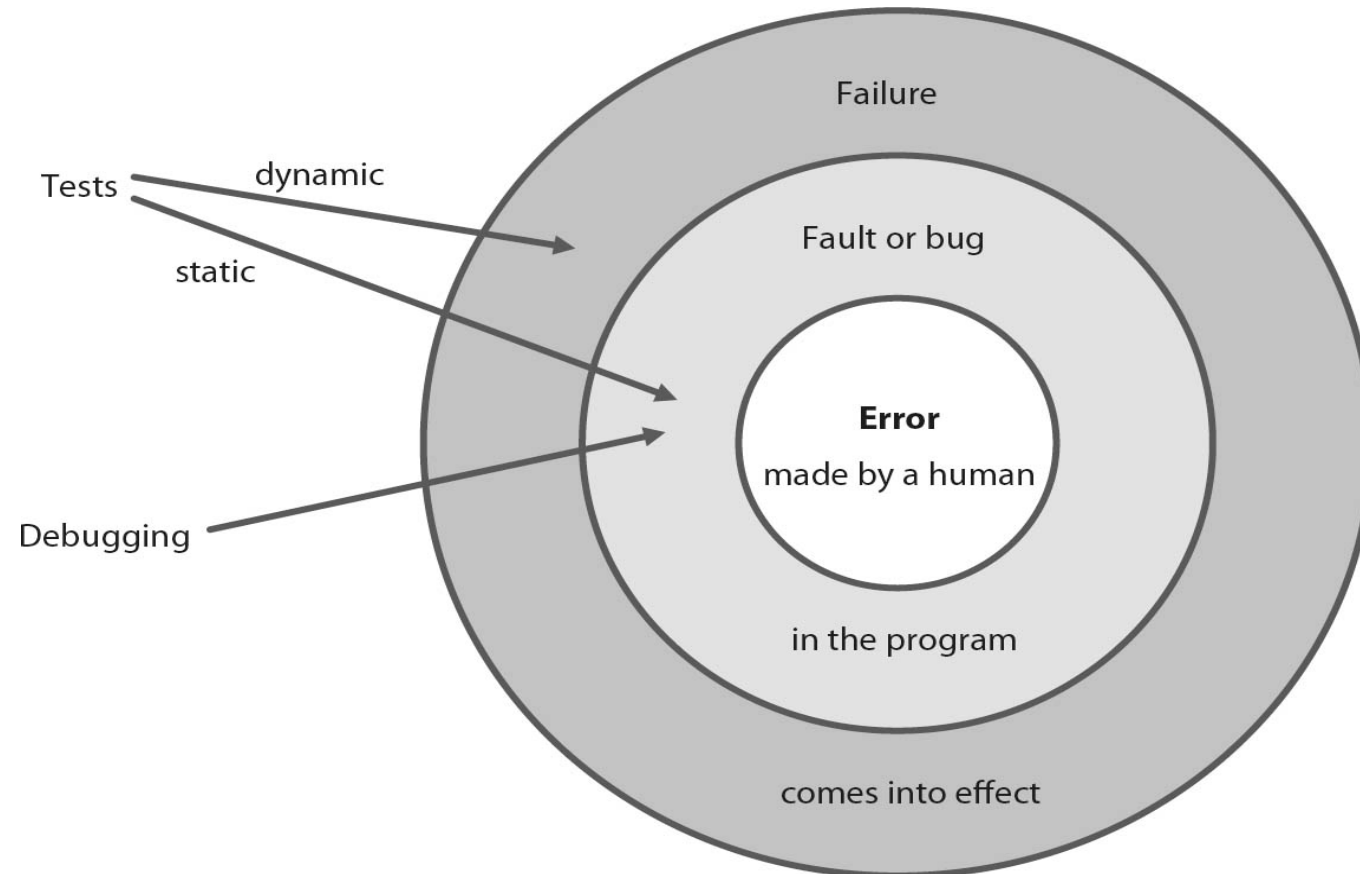 Failure
dynamic
Tests
Fault or bug
static
Error
made by a human
Debugging
in the program
comes into effect